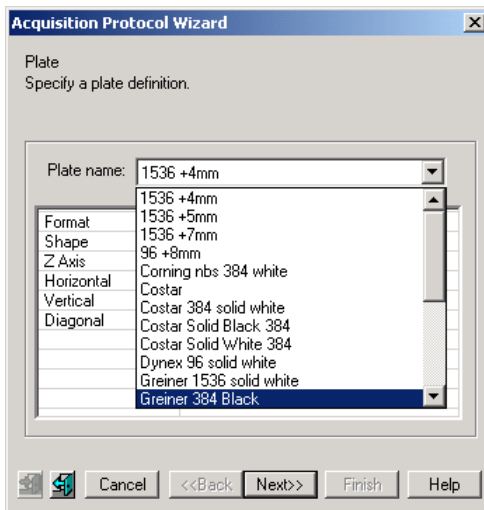 Acquisition Protocol Wizard
Plate
Specify a plate definition.
Plate name: 1536 +4mm
1536 +4mm
1536 +5mm
1536 +7mm
96 +8mm
Corning nbs 384 white
Costar
Costar 384 solid white
Costar Solid Black 384
Costar Solid White 384
Dynex 96 solid white
Greiner 1536 solid white
Greiner 384 Black
Format
Shape
Z Axis
Horizontal
Vertical
Diagonal
Cancel <<Back Next>> Finish Help